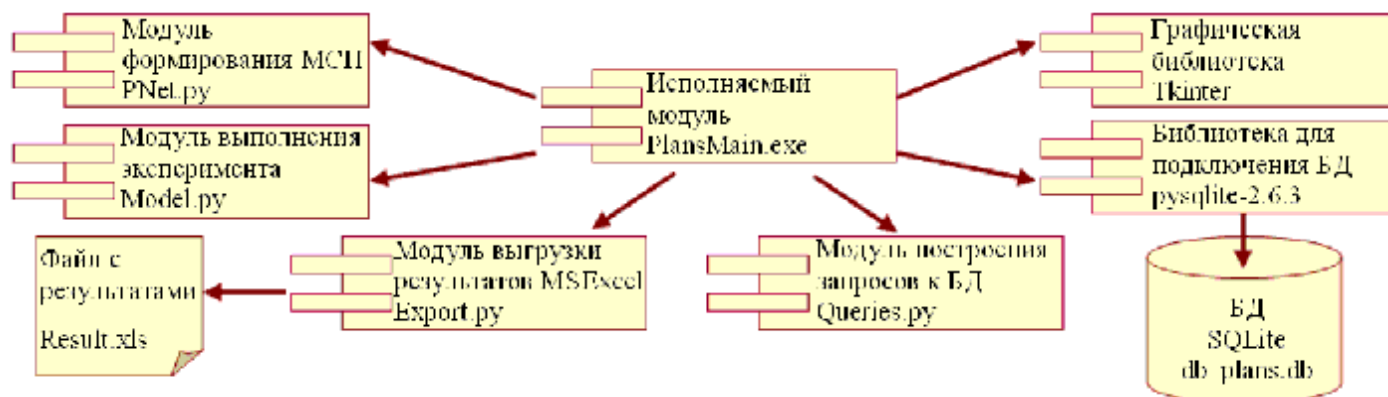 Модуль
формирования МСП
PNet.py
Исполняемый
модуль
PlansMain.exe
Графическая
библиотека
Tkinter
Модуль выполнения
эксперимента
Model.py
Библиотека для
подключения БД
pysqlite-2.6.3
Файл с
результатами
Result.xls
Модуль выгрузки
результатов MSExcel
Export.py
Модуль построения
запросов к БД
Queries.py
БД
SQLite
db_plans.db